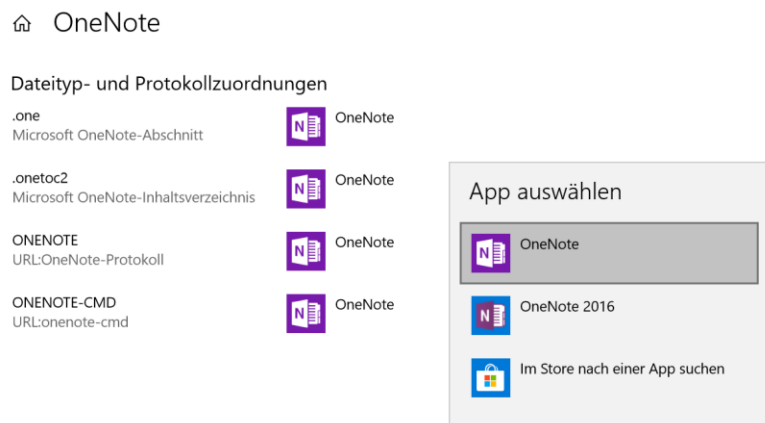 OneNote
Dateityp- und Protokollzuordnungen
.one
Microsoft OneNote-Abschnitt
OneNote
.onetoc2
Microsoft OneNote-Inhaltsverzeichnis
OneNote
ONENOTE
URL:OneNote-Protokoll
OneNote
ONENOTE-CMD
URL:onenote-cmd
OneNote
App auswählen
OneNote
OneNote 2016
Im Store nach einer App suchen